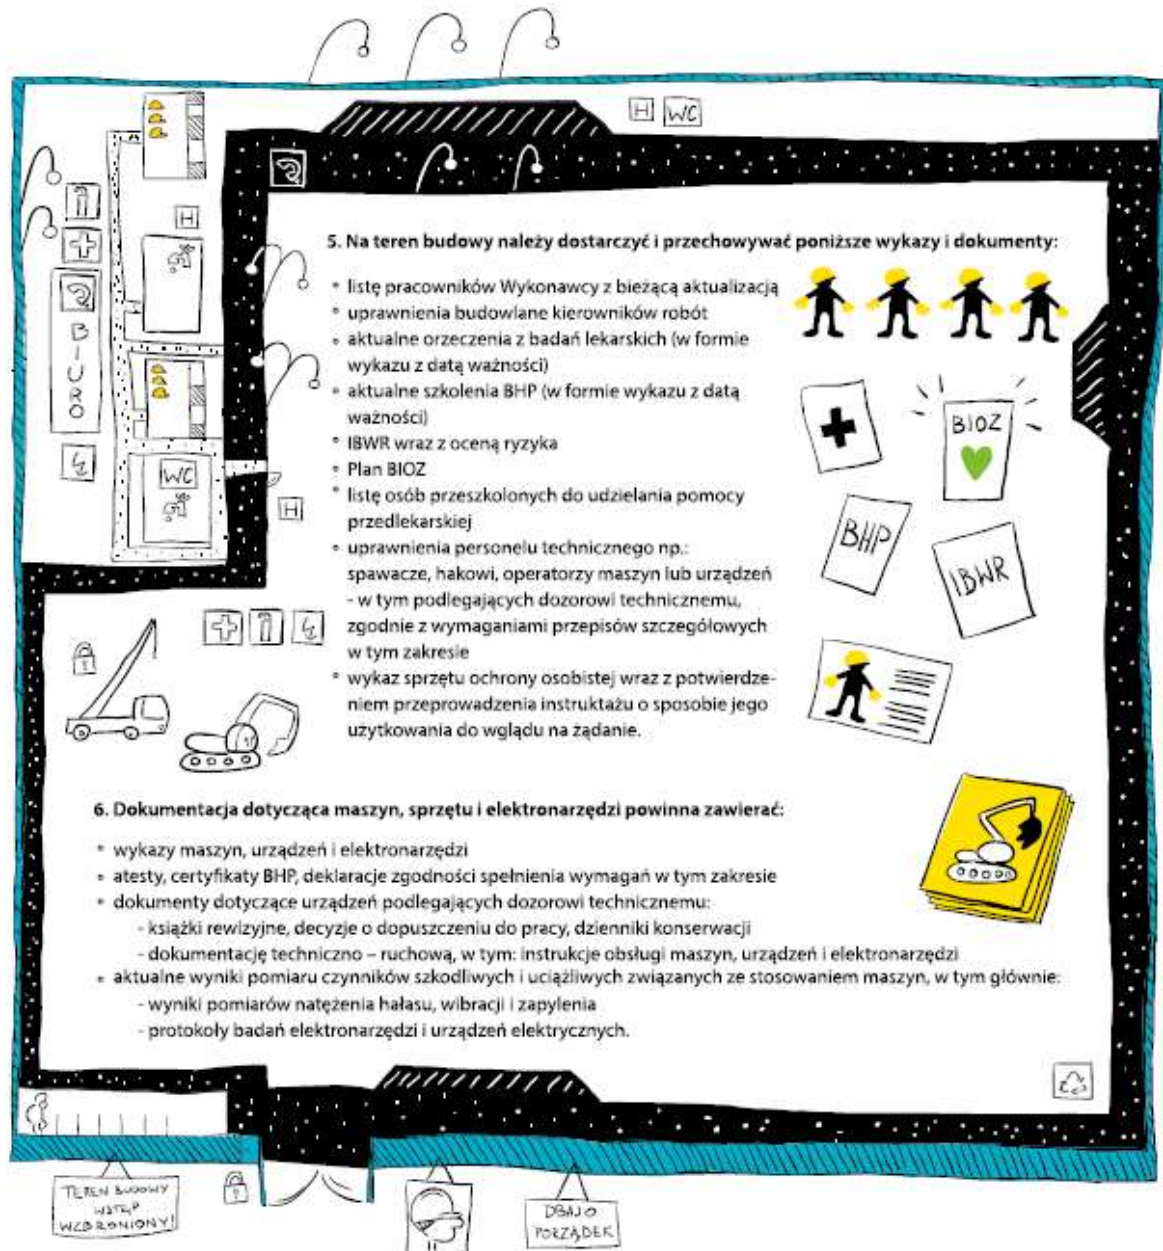 H WC
H
BIURO
WC
H
5. Na teren budowy należy dostarczyć i przechowywać poniższe wykazy i dokumenty:
° listę pracowników Wykonawcy z bieżącą aktualizacją
° uprawnienia budowlane kierowników robót
° aktualne orzeczenia z badań lekarskich (w formie
wykazu z datą ważności)
° aktualne szkolenia BHP (w formie wykazu z datą
ważności)
° IBWR wraz z oceną ryzyka
° Plan BIOZ
° listę osób przeszkolonych do udzielania pomocy
przedlekarskiej
° uprawnienia personelu technicznego np.:
spawacze, hakowi, operatorzy maszyn lub urządzeń
- w tym podlegających dozorowi technicznemu,
zgodnie z wymaganiami przepisów szczegółowych
w tym zakresie
° wykaz sprzętu ochrony osobistej wraz z potwierdze-
niem przeprowadzenia instruktażu o sposobie jego
użytkowania do wglądu na żądanie.
BIOZ
BHP
IBWR
6. Dokumentacja dotycząca maszyn, sprzętu i elektronarzędzi powinna zawierać:
° wykazy maszyn, urządzeń i elektronarzędzi
° atesty, certyfikaty BHP, deklaracje zgodności spełnienia wymagań w tym zakresie
° dokumenty dotyczące urządzeń podlegających dozorowi technicznemu:
- książki rewizyjne, decyzje o dopuszczeniu do pracy, dzienniki konserwacji
- dokumentację techniczno – ruchową, w tym: instrukcje obsługi maszyn, urządzeń i elektronarzędzi
° aktualne wyniki pomiaru czynników szkodliwych i uciążliwych związanych ze stosowaniem maszyn, w tym głównie:
- wyniki pomiarów natężenia hałasu, wibracji i zapylenia
- protokoły badań elektronarzędzi i urządzeń elektrycznych.
TEREN BUDOWY
WSTĘP
WZBRONIONY!
DBAJ O
PORZĄDEK